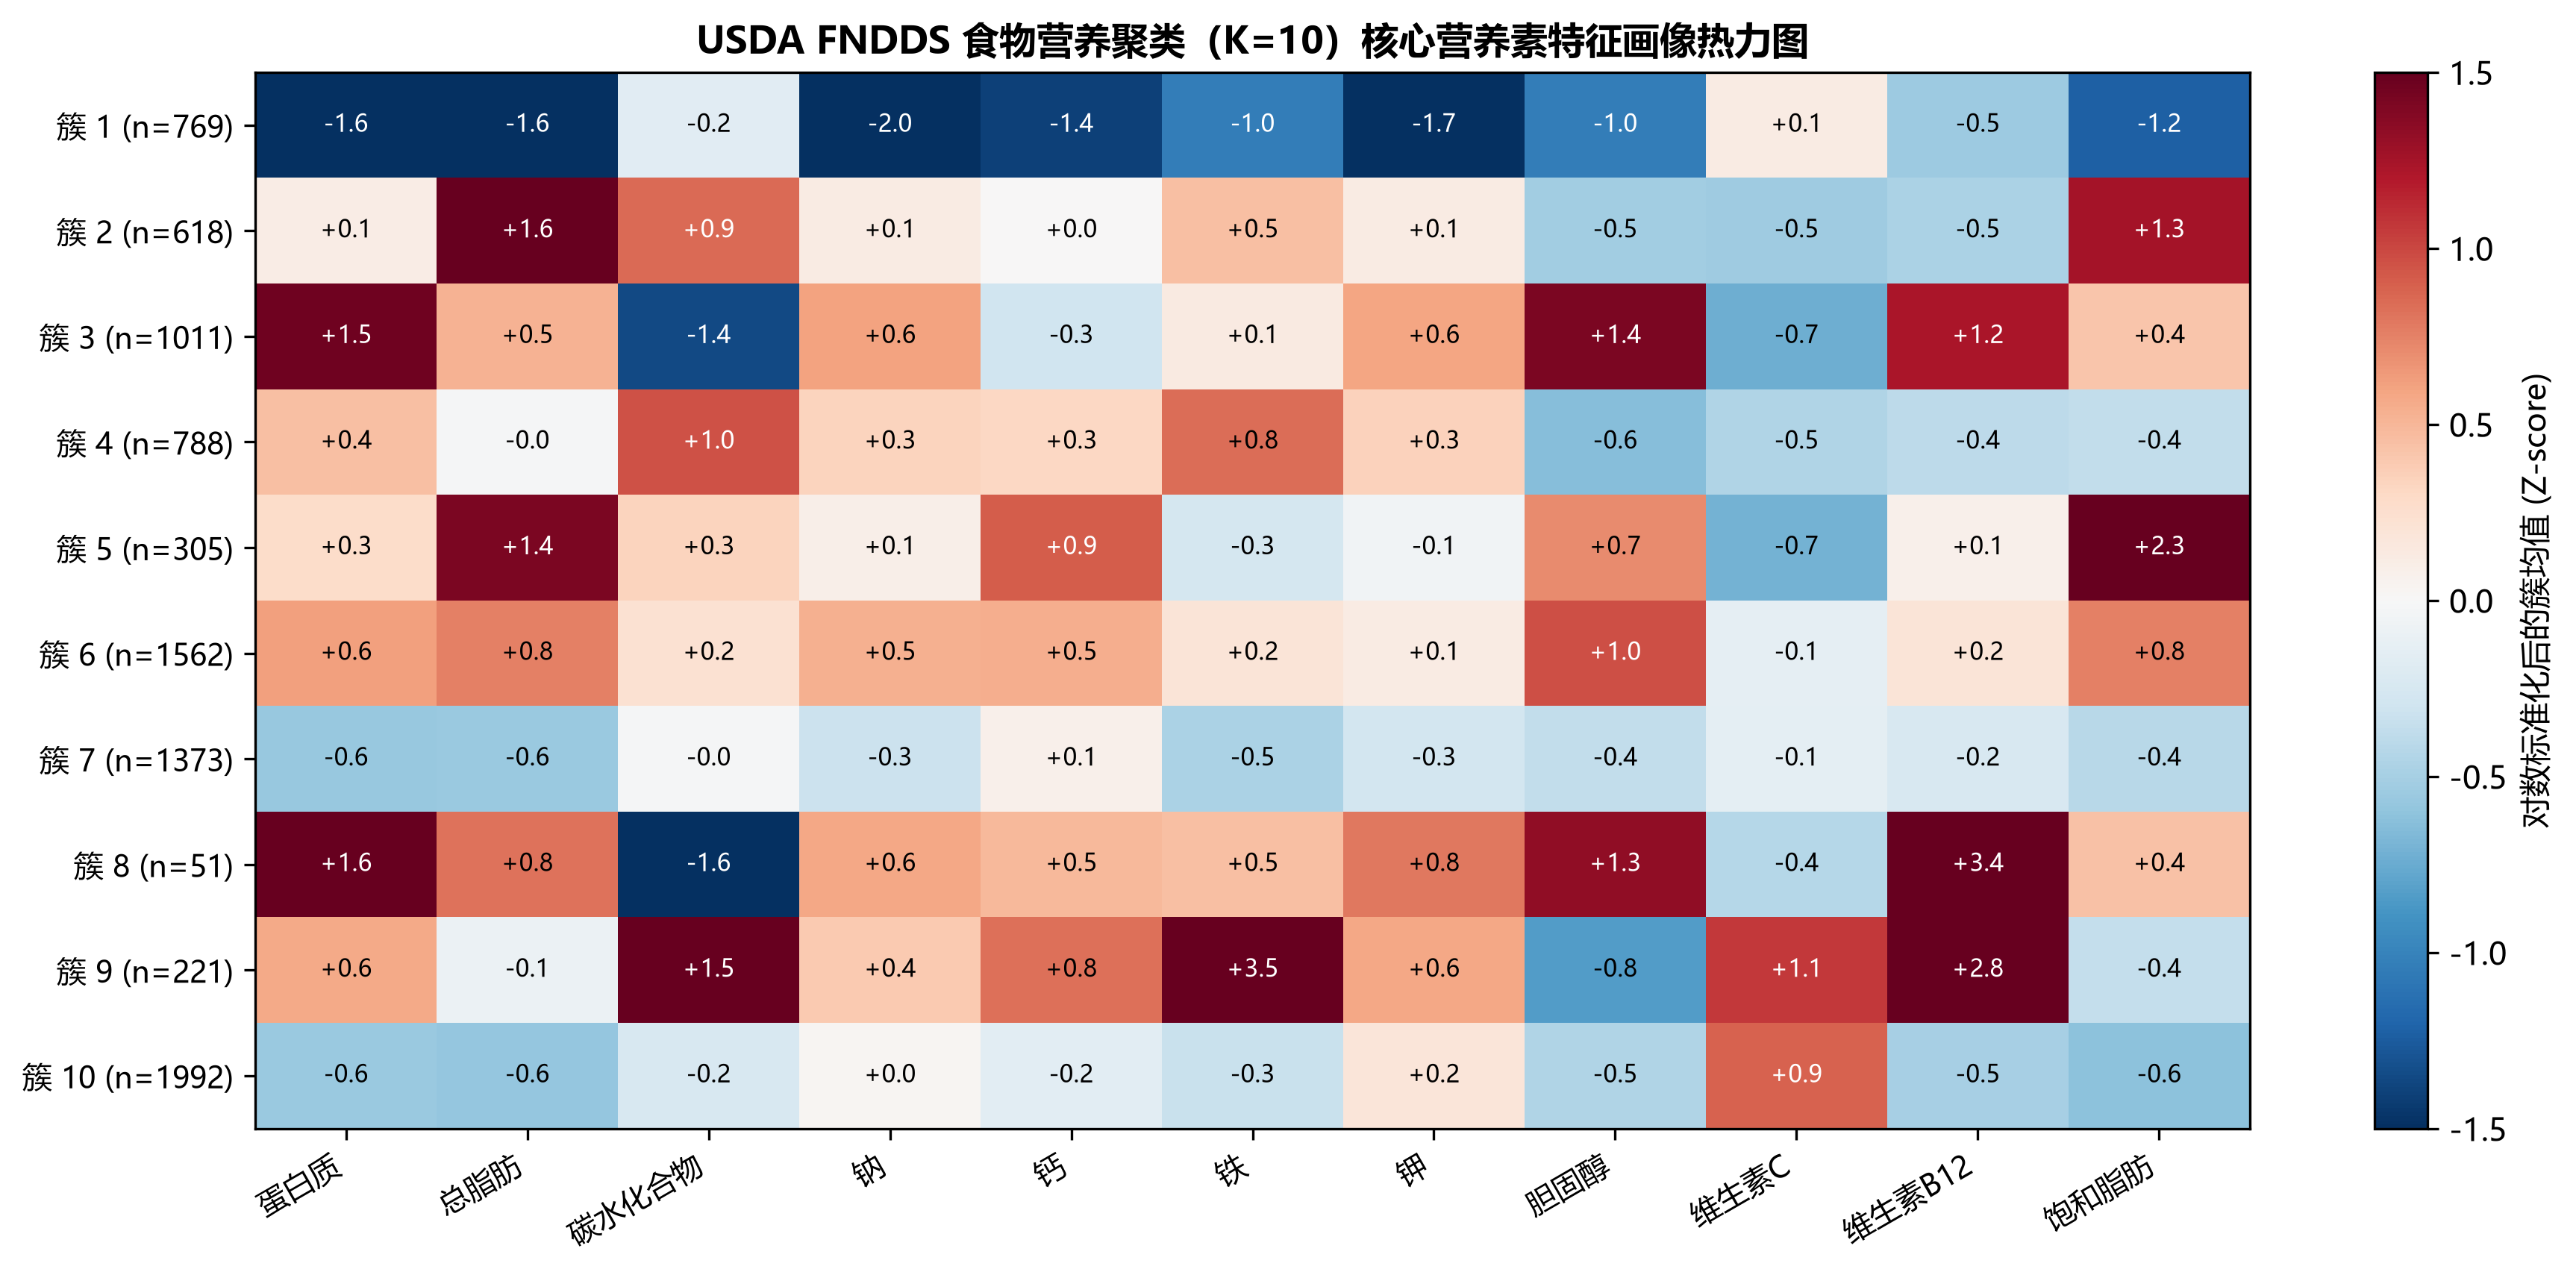 USDA FNDDS 食物营养聚类（K=10）核心营养素特征画像热力图
簇 1 (n=769) -1.6 -1.6 -0.2 -2.0 -1.4 -1.0 -1.7 -1.0 +0.1 -0.5 -1.2
簇 2 (n=618) +0.1 +1.6 +0.9 +0.1 +0.0 +0.5 +0.1 -0.5 -0.5 -0.5 +1.3
簇 3 (n=1011) +1.5 +0.5 -1.4 +0.6 -0.3 +0.1 +0.6 +1.4 -0.7 +1.2 +0.4
簇 4 (n=788) +0.4 -0.0 +1.0 +0.3 +0.3 +0.8 +0.3 -0.6 -0.5 -0.4 -0.4
簇 5 (n=305) +0.3 +1.4 +0.3 +0.1 +0.9 -0.3 -0.1 +0.7 -0.7 +0.1 +2.3
簇 6 (n=1562) +0.6 +0.8 +0.2 +0.5 +0.5 +0.2 +0.1 +1.0 -0.1 +0.2 +0.8
簇 7 (n=1373) -0.6 -0.6 -0.0 -0.3 +0.1 -0.5 -0.3 -0.4 -0.1 -0.2 -0.4
簇 8 (n=51) +1.6 +0.8 -1.6 +0.6 +0.5 +0.5 +0.8 +1.3 -0.4 +3.4 +0.4
簇 9 (n=221) +0.6 -0.1 +1.5 +0.4 +0.8 +3.5 +0.6 -0.8 +1.1 +2.8 -0.4
簇 10 (n=1992) -0.6 -0.6 -0.2 +0.0 -0.2 -0.3 +0.2 -0.5 +0.9 -0.5 -0.6
蛋白质 总脂肪 碳水化合物 钠 钙 铁 钾 胆固醇 维生素C 维生素B12 饱和脂肪
1.5
1.0
0.5
0.0
-0.5
-1.0
-1.5
对数标准化后的簇均值 (Z-score)